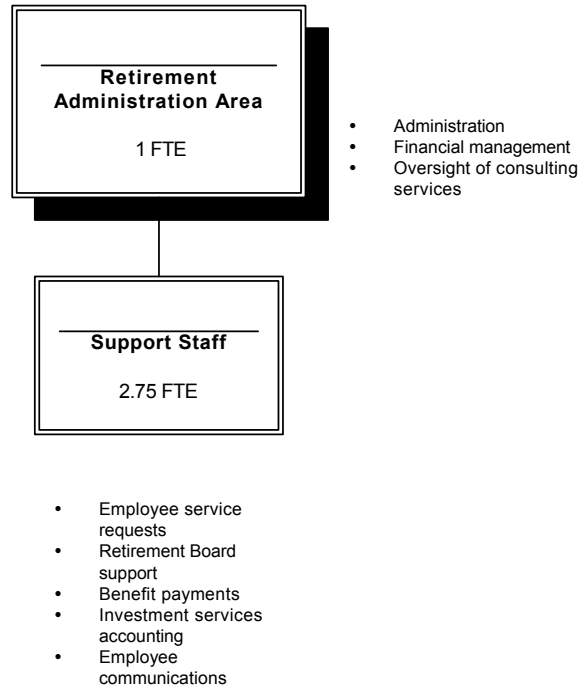 Retirement
Administration Area
1 FTE
• Administration
• Financial management
• Oversight of consulting
services
Support Staff
2.75 FTE
• Employee service
requests
• Retirement Board
support
• Benefit payments
• Investment services
accounting
• Employee
communications